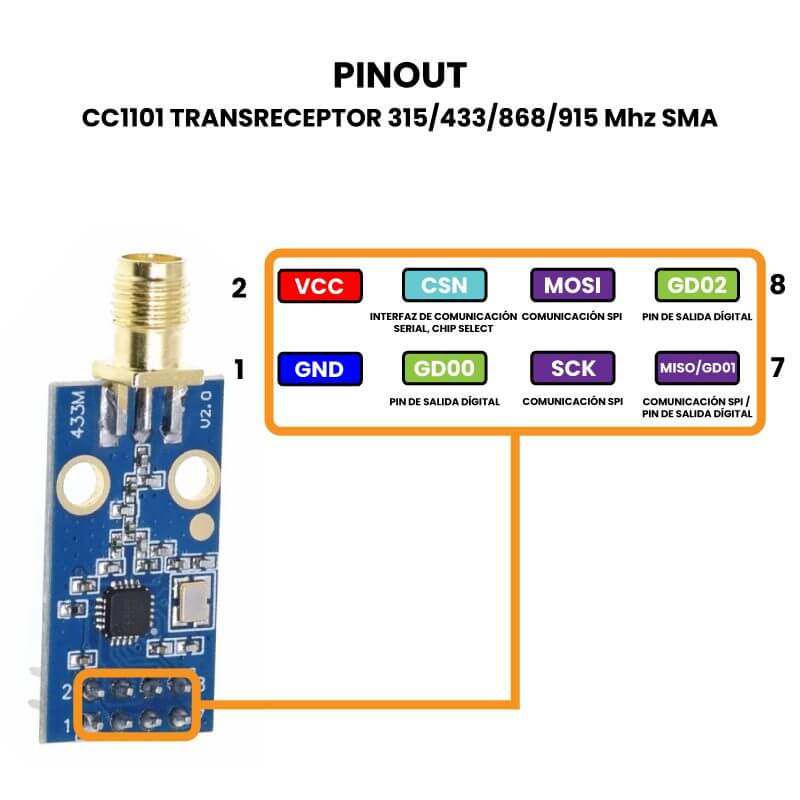 PINOUT
CC1101 TRANSRECEPTOR 315/433/868/915 Mhz SMA
2 VCC CSN MOSI GD02 8
INTERFAZ DE COMUNICACIÓN
SERIAL, CHIP SELECT
COMUNICACIÓN SPI
PIN DE SALIDA DÍGITAL
1 GND GD00 SCK MISO/GD01 7
PIN DE SALIDA DÍGITAL
COMUNICACIÓN SPI
COMUNICACIÓN SPI /
PIN DE SALIDA DÍGITAL
433M
V2.0
2 8
1